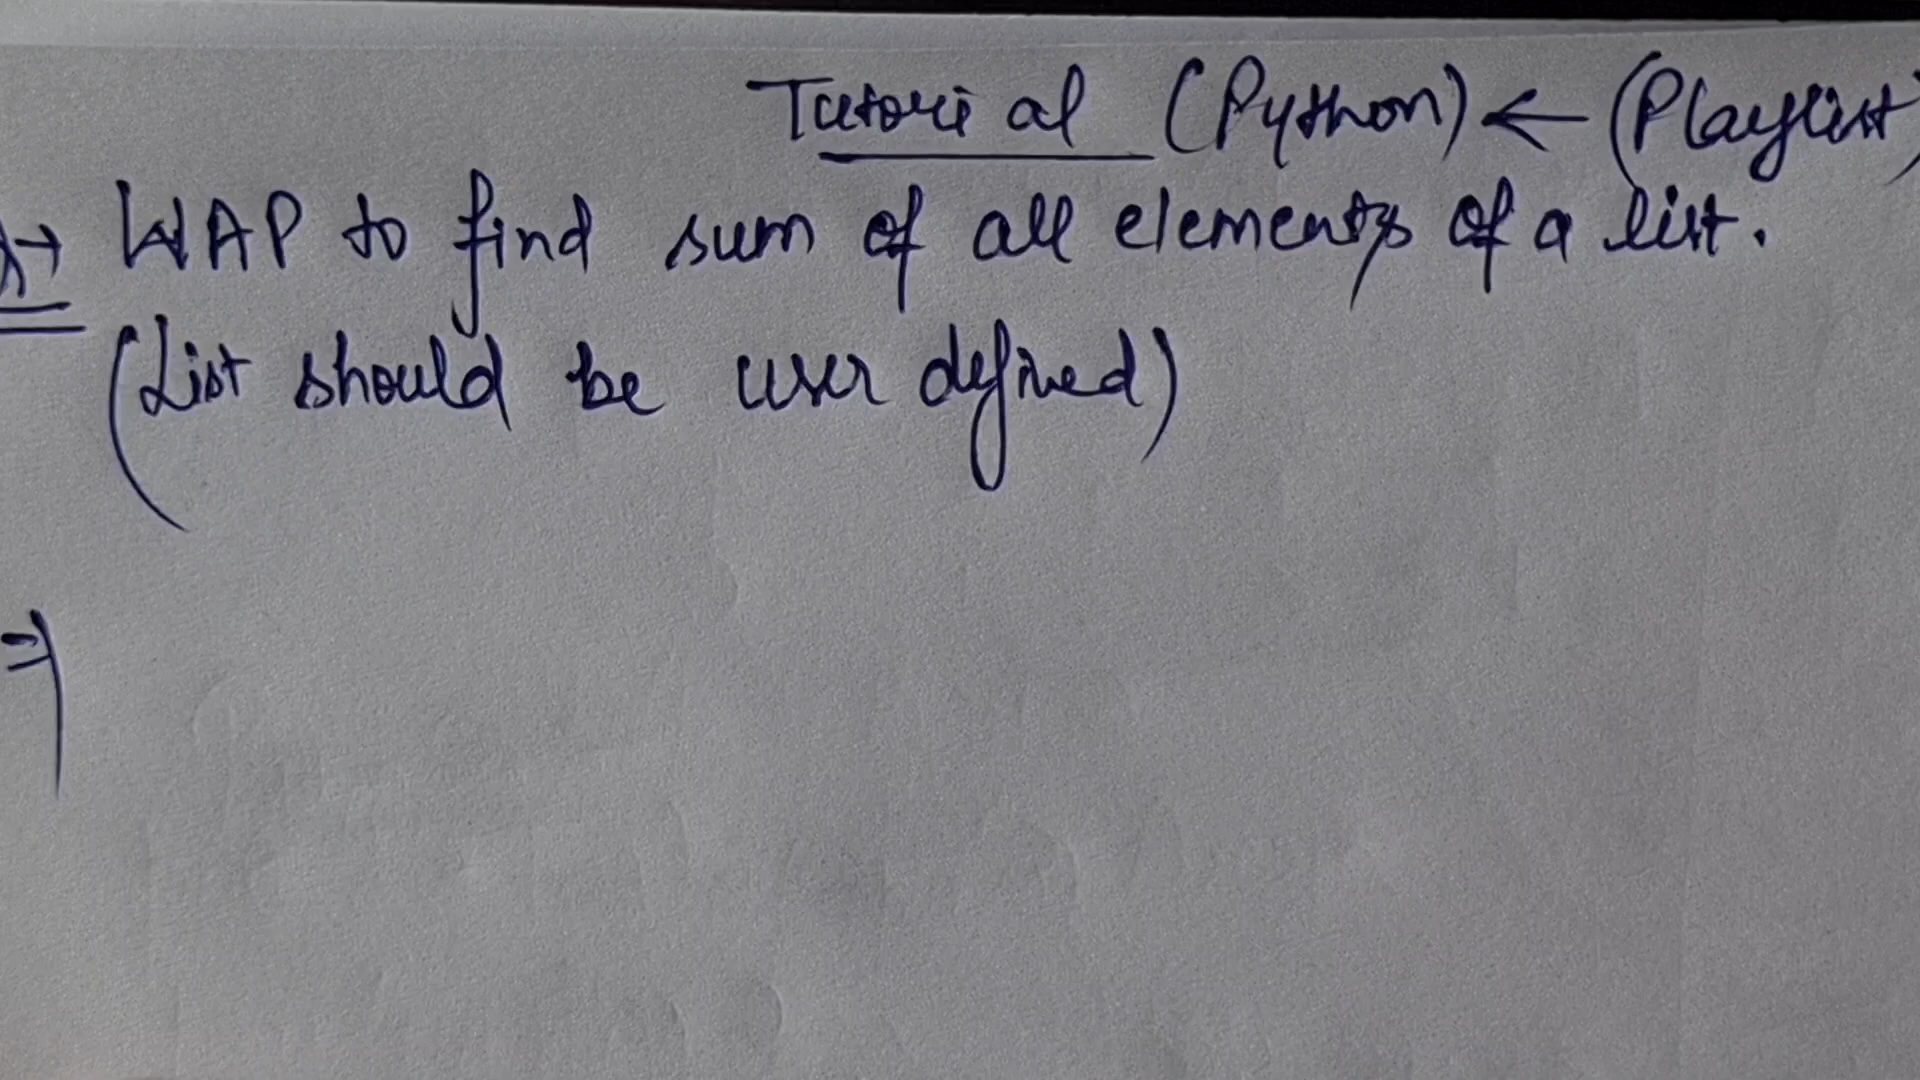 Tutorial (Python) ← (Playlist)
→ WAP to find sum of all elements of a list.
(List should be user defined)
⇒